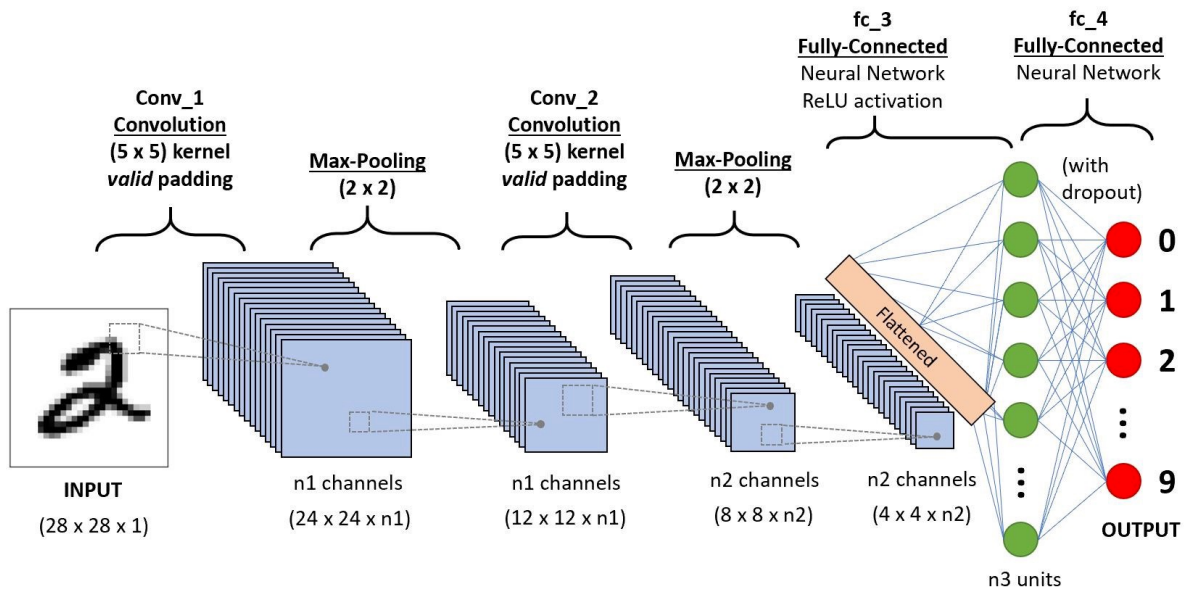 Conv_1
Convolution
(5 x 5) kernel
valid padding
Max-Pooling
(2 x 2)
Conv_2
Convolution
(5 x 5) kernel
valid padding
Max-Pooling
(2 x 2)
fc_3
Fully-Connected
Neural Network
ReLU activation
fc_4
Fully-Connected
Neural Network
(with
dropout)
Flattened
0
1
2
9
OUTPUT
2
INPUT
(28 x 28 x 1)
n1 channels
(24 x 24 x n1)
n1 channels
(12 x 12 x n1)
n2 channels
(8 x 8 x n2)
n2 channels
(4 x 4 x n2)
n3 units